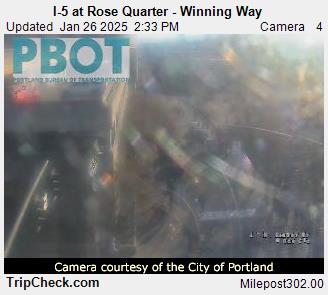 I-5 at Rose Quarter - Winning Way
Updated Jan 26 2025 2:33 PM Camera 4
PBOT
PORTLAND BUREAU OF TRANSPORTATION
Camera courtesy of the City of Portland
TripCheck.com Milepost302.00